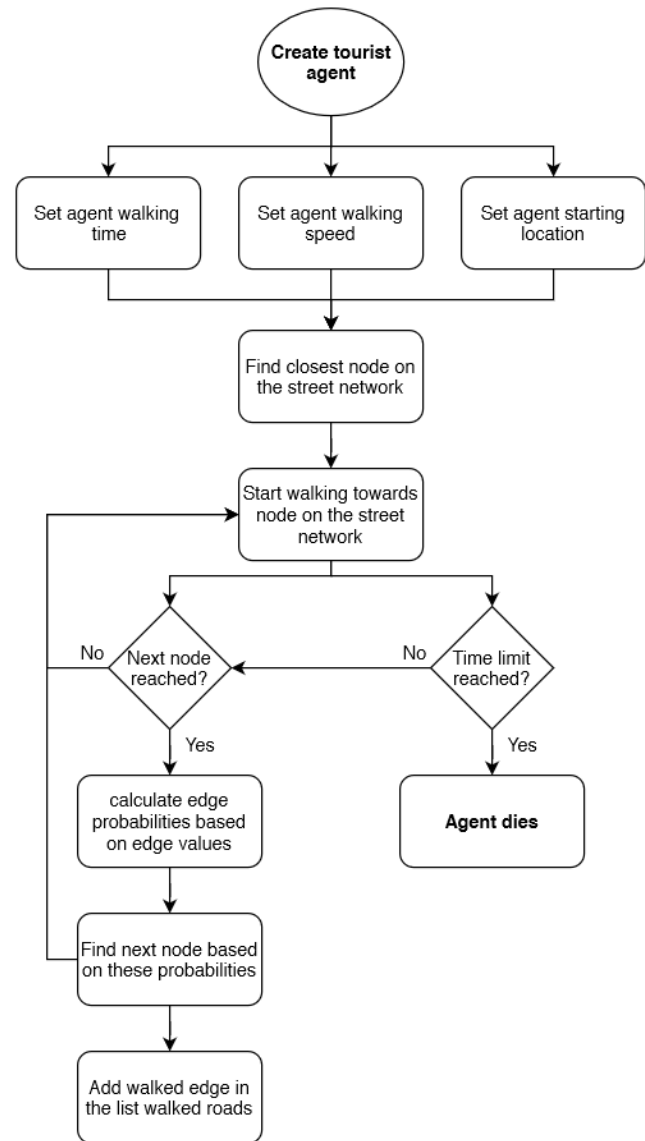 Create tourist
agent
Set agent walking
time
Set agent walking
speed
Set agent starting
location
Find closest node on
the street network
Start walking towards
node on the street
network
No
Next node
reached?
No
Time limit
reached?
Yes
Yes
calculate edge
probabilities based
on edge values
Agent dies
Find next node based
on these probabilities
Add walked edge in
the list walked roads